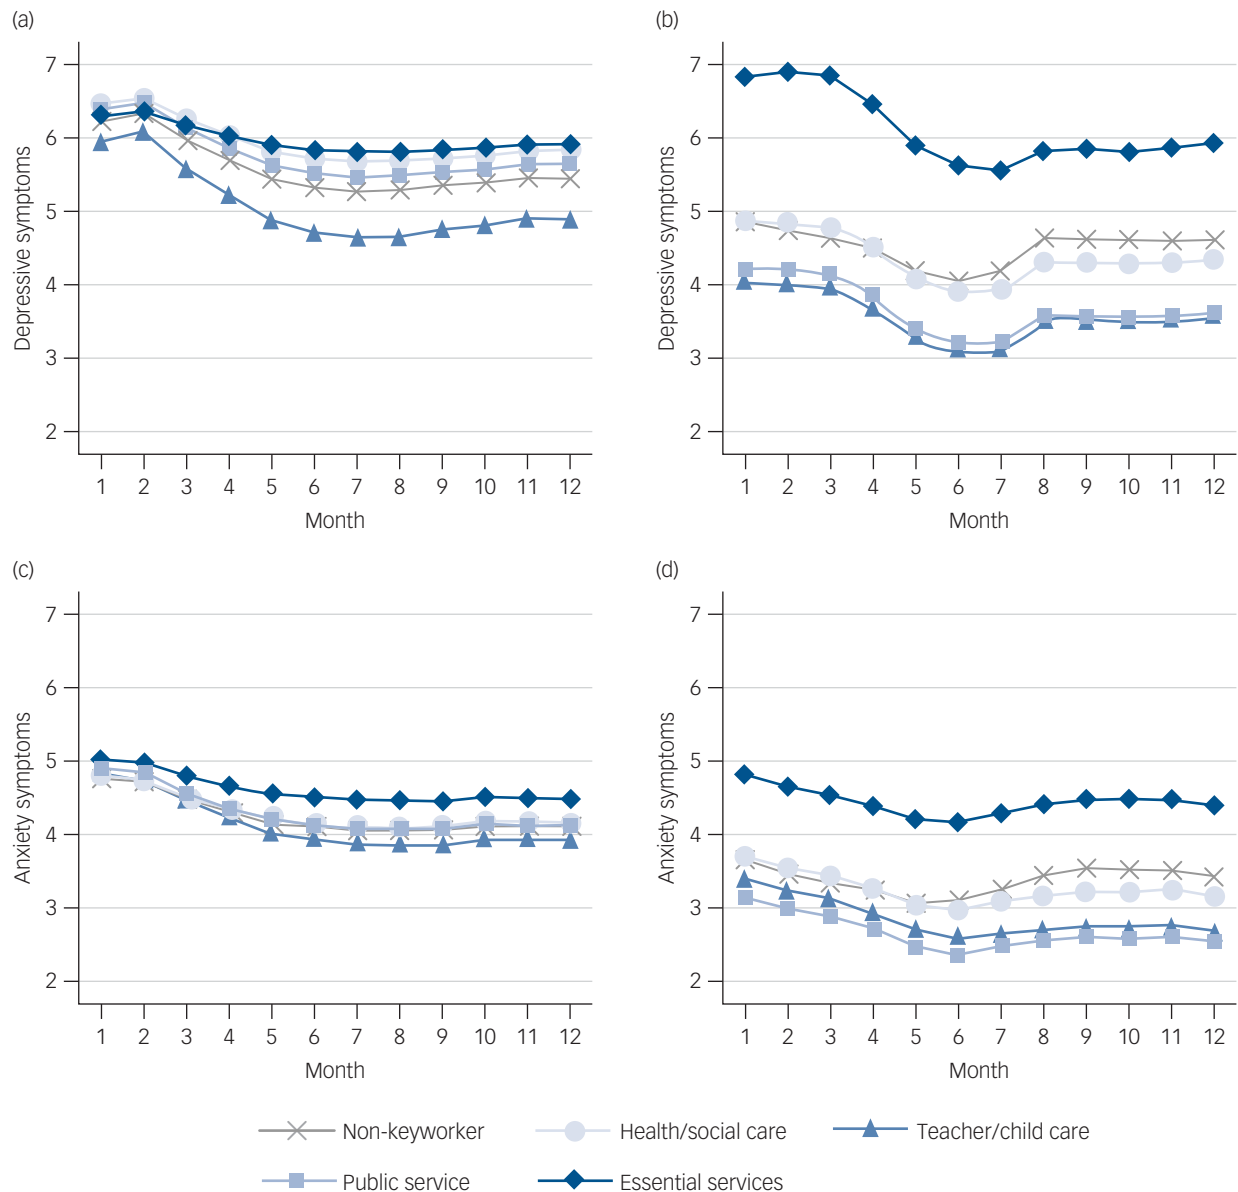 (a)
7
6
5
4
3
2
Depressive symptoms
1 2 3 4 5 6 7 8 9 10 11 12
Month
(b)
7
6
5
4
3
2
Depressive symptoms
1 2 3 4 5 6 7 8 9 10 11 12
Month
(c)
7
6
5
4
3
2
Anxiety symptoms
1 2 3 4 5 6 7 8 9 10 11 12
Month
(d)
7
6
5
4
3
2
Anxiety symptoms
1 2 3 4 5 6 7 8 9 10 11 12
Month
Non-keyworker Health/social care Teacher/child care
Public service Essential services